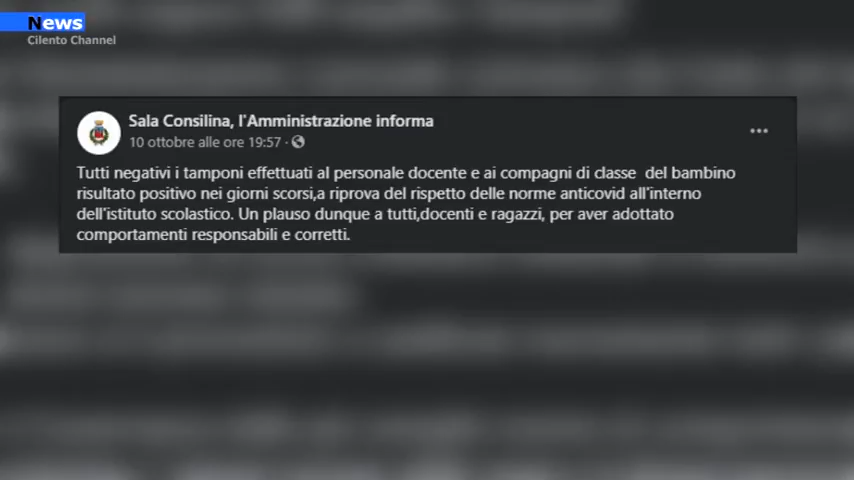 News
Cilento Channel
Sala Consilina, l'Amministrazione informa
10 ottobre alle ore 19:57 ·
Tutti negativi i tamponi effettuati al personale docente e ai compagni di classe del bambino
risultato positivo nei giorni scorsi,a riprova del rispetto delle norme anticovid all'interno
dell'istituto scolastico. Un plauso dunque a tutti,docenti e ragazzi, per aver adottato
comportamenti responsabili e corretti.